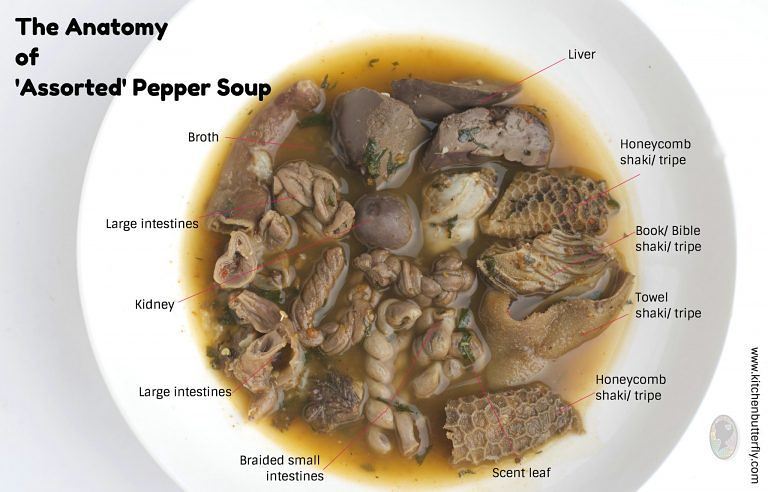 The Anatomy
of
'Assorted' Pepper Soup
Liver
Broth
Honeycomb
shaki/ tripe
Large intestines
Book/ Bible
shaki/ tripe
Kidney
Towel
shaki/ tripe
Large intestines
Honeycomb
shaki/ tripe
Braided small
intestines
Scent leaf
www.kitchenbutterfly.com